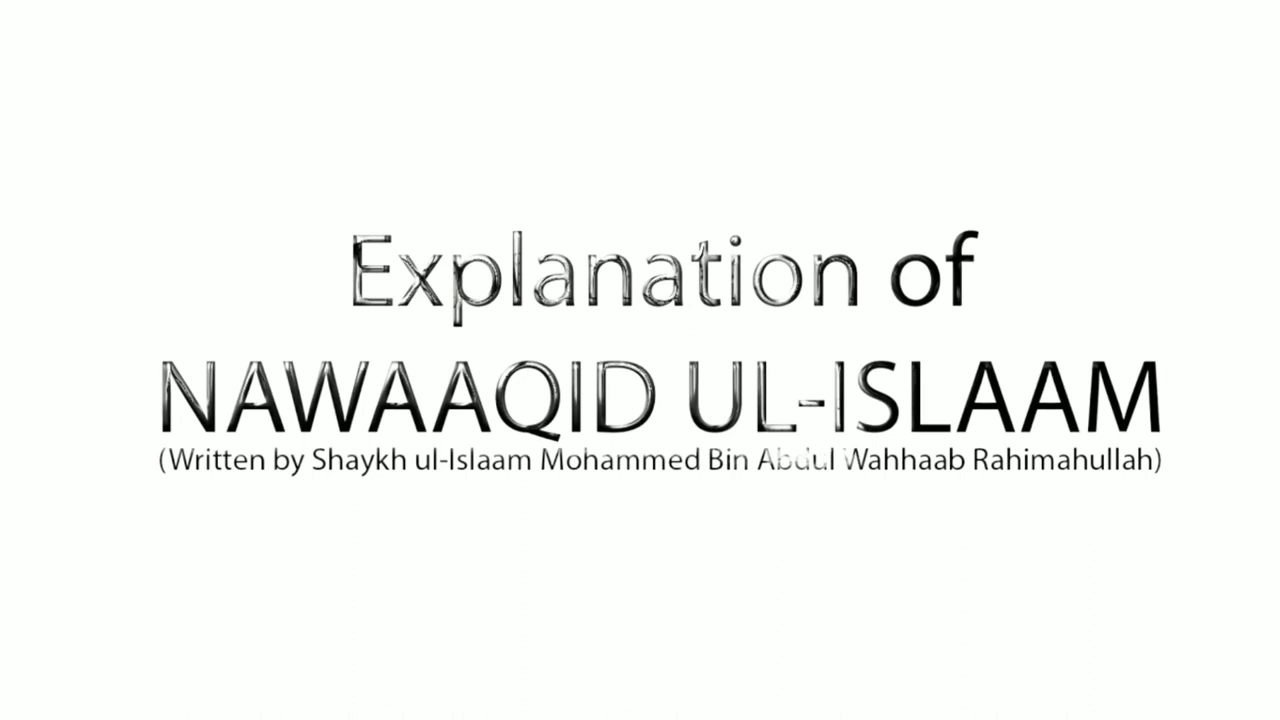 Explanation of
NAWAAQID UL-ISLAAM
(Written by Shaykh ul-Islaam Mohammed Bin Abdul Wahhaab Rahimahullah)